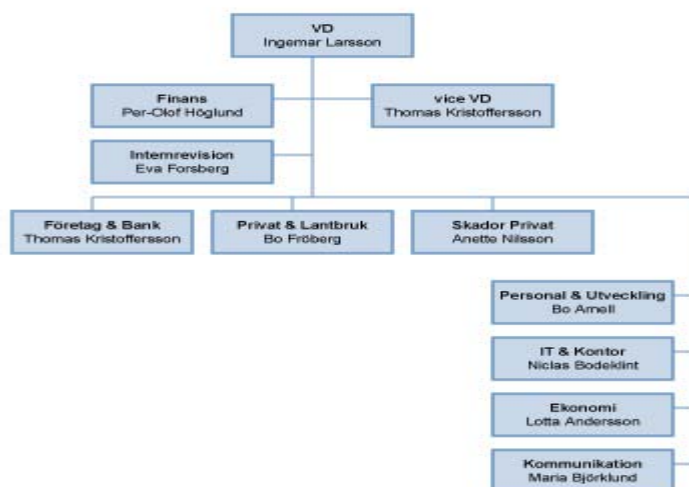 VD
Ingemar Larsson
Finans
Per-Olof Höglund
vice VD
Thomas Kristoffersson
Internrevision
Eva Forsberg
Företag & Bank
Thomas Kristoffersson
Privat & Lantbruk
Bo Fröberg
Skador Privat
Anette Nilsson
Personal & Utveckling
Bo Arnell
IT & Kontor
Niclas Bodeklint
Ekonomi
Lotta Andersson
Kommunikation
Maria Björklund